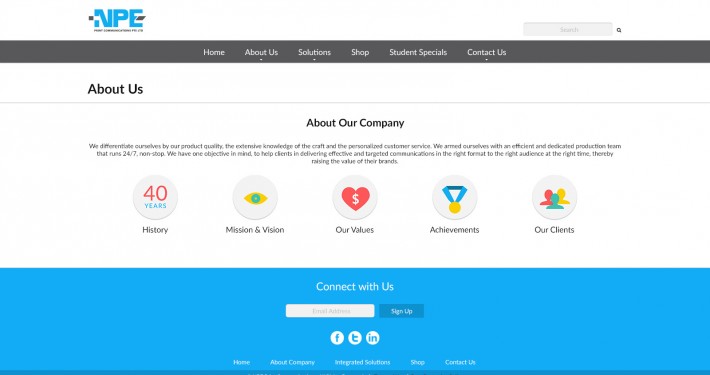 NPE
PRINT COMMUNICATIONS PTE LTD
Search
Home About Us Solutions Shop Student Specials Contact Us
About Us
About Our Company
We differentiate ourselves by our product quality, the extensive knowledge of the craft and the personalized customer service. We armed ourselves with an efficient and dedicated production team
that runs 24/7, non-stop. We have one objective in mind, to help clients in delivering effective and targeted communications in the right format to the right audience at the right time, thereby
raising the value of their brands.
40
YEARS
$
History Mission & Vision Our Values Achievements Our Clients
Connect with Us
Email Address Sign Up
Home About Company Integrated Solutions Shop Contact Us